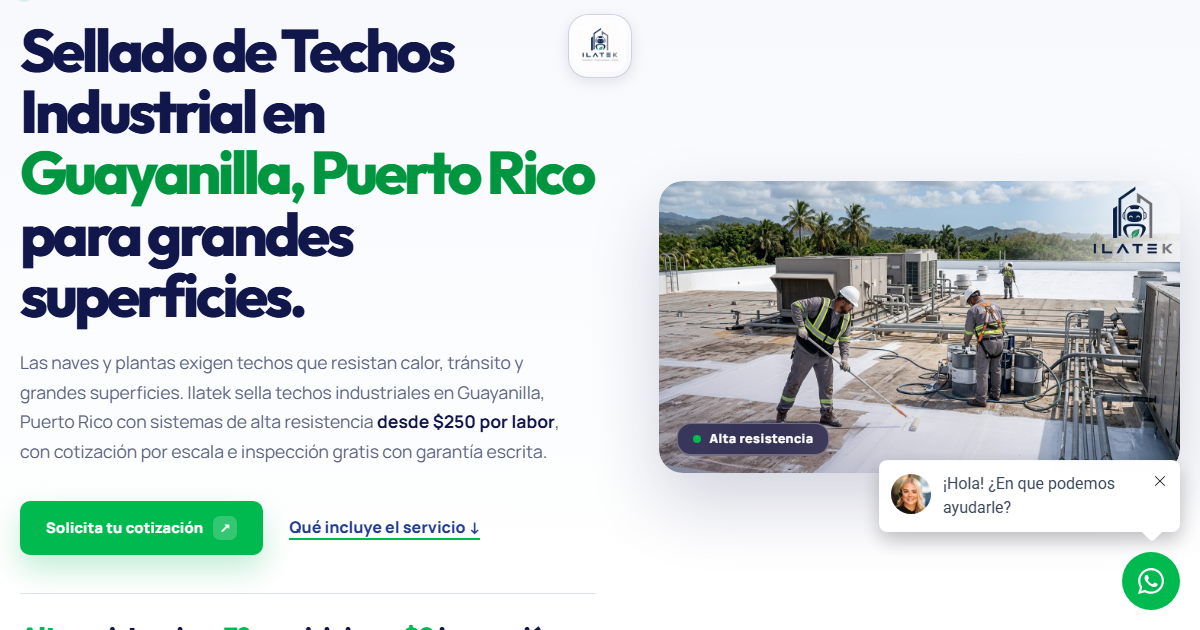 Sellado de Techos
Industrial en
Guayanilla, Puerto Rico
para grandes
superficies.
Las naves y plantas exigen techos que resistan calor, tránsito y
grandes superficies. Ilatek sella techos industriales en Guayanilla,
Puerto Rico con sistemas de alta resistencia desde $250 por labor,
con cotización por escala e inspección gratis con garantía escrita.
Solicita tu cotización ↗
Qué incluye el servicio ↓
ILATEK
ILATEK
Alta resistencia
¡Hola! ¿En que podemos
ayudarle?